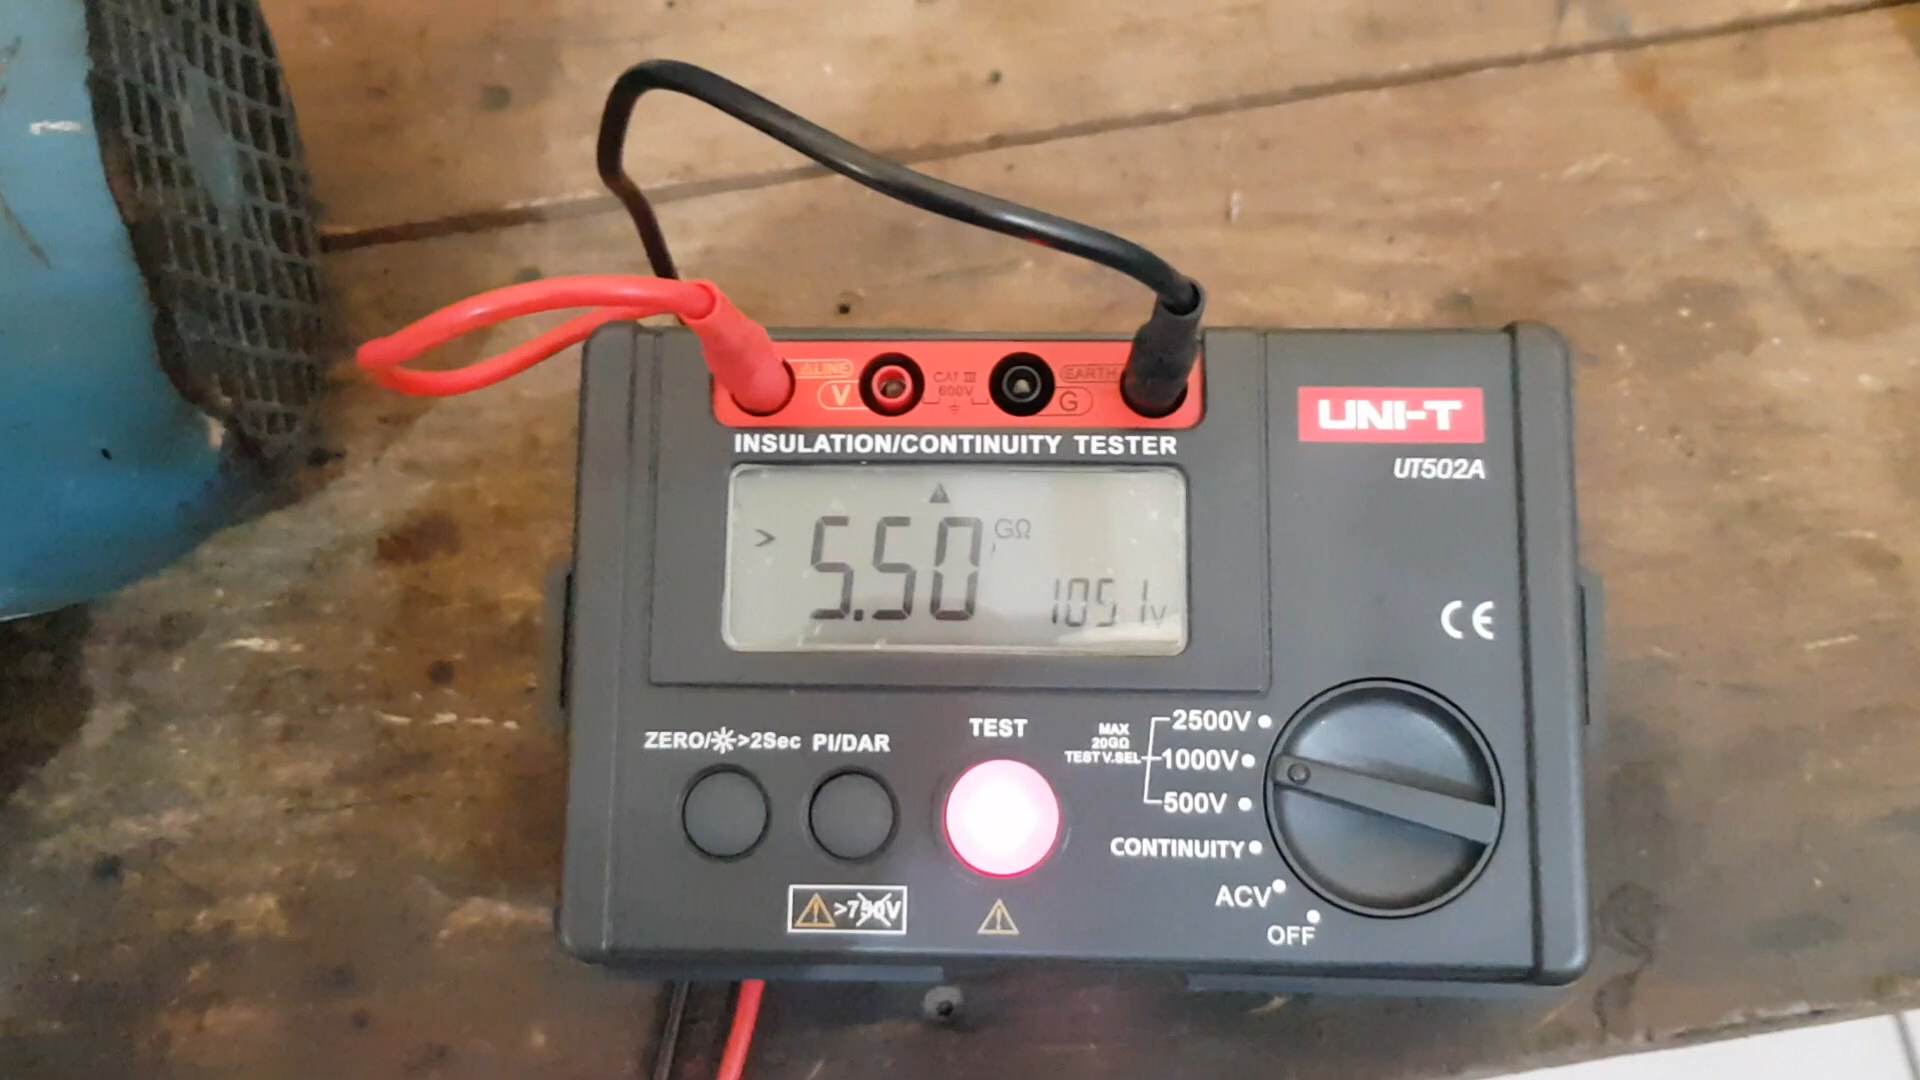 LINE
V
CAT III
600V
EARTH
G
INSULATION/CONTINUITY TESTER
UNI-T
UT502A
> 5.50 GΩ
1051V
CE
ZERO/☀>2Sec PI/DAR
TEST
MAX
20GΩ
TEST V.SEL
2500V
1000V
500V
CONTINUITY
ACV
OFF
>750V